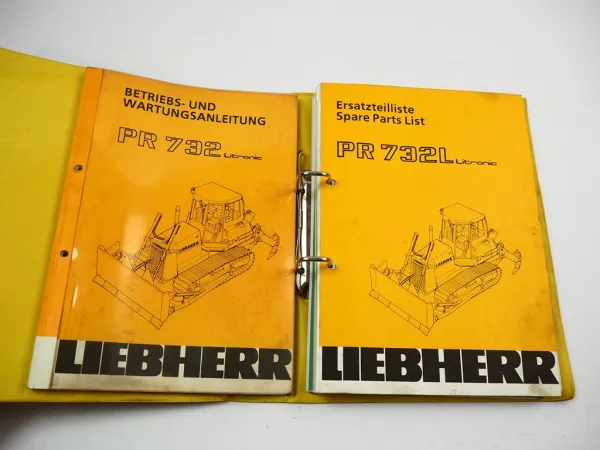 BETRIEBS- UND
WARTUNGSANLEITUNG
PR 732 Litronic
LIEBHERR
Ersatzteilliste
Spare Parts List
PR 732L Litronic
LIEBHERR